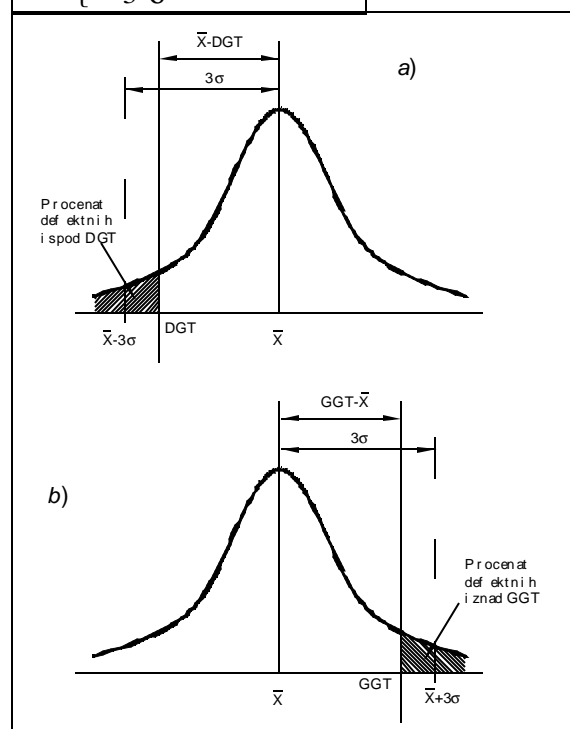 X̅-DGT
a)
3σ
Procenat
defektnih
ispod DGT
DGT
X̅-3σ
X̅
GGT-X̅
3σ
b)
Procenat
defektnih
iznad GGT
GGT
X̅
X̅+3σ